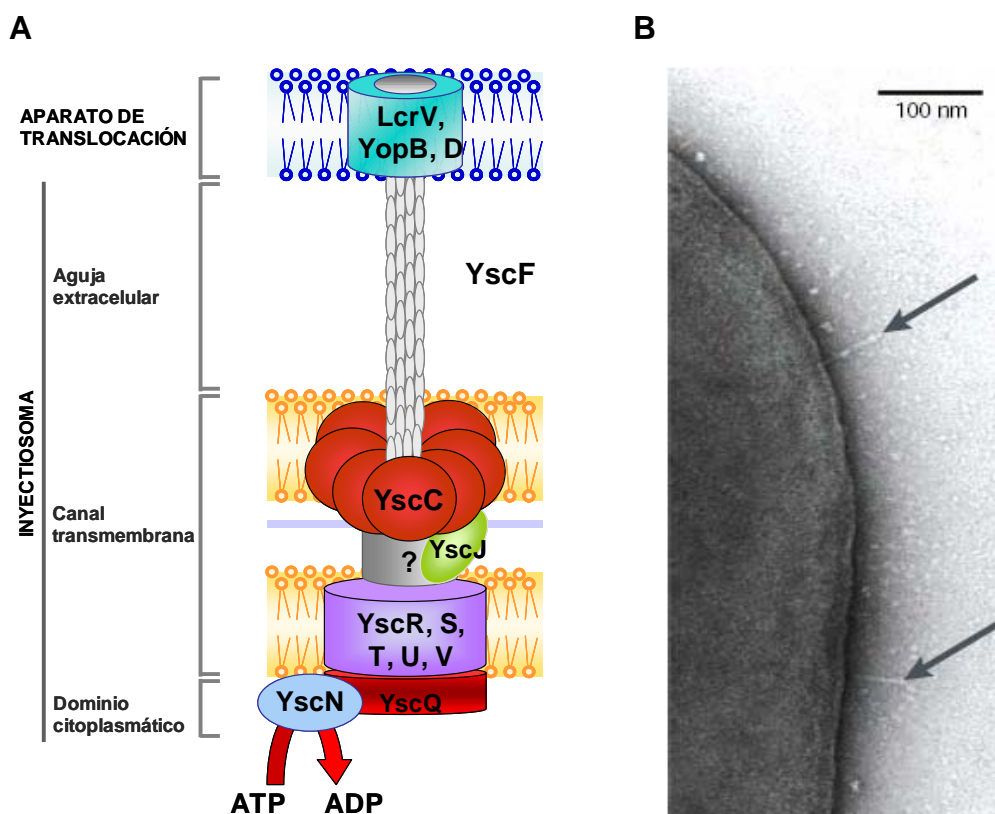 A
APARATO DE
TRANSLOCACIÓN
LcrV,
YopB, D
INYECTIOSOMA
Aguja
extracelular
YscF
Canal
transmembrana
YscC
?
YscJ
YscR, S,
T, U, V
Dominio
citoplasmático
YscN
YscQ
ATP
ADP
B
100 nm